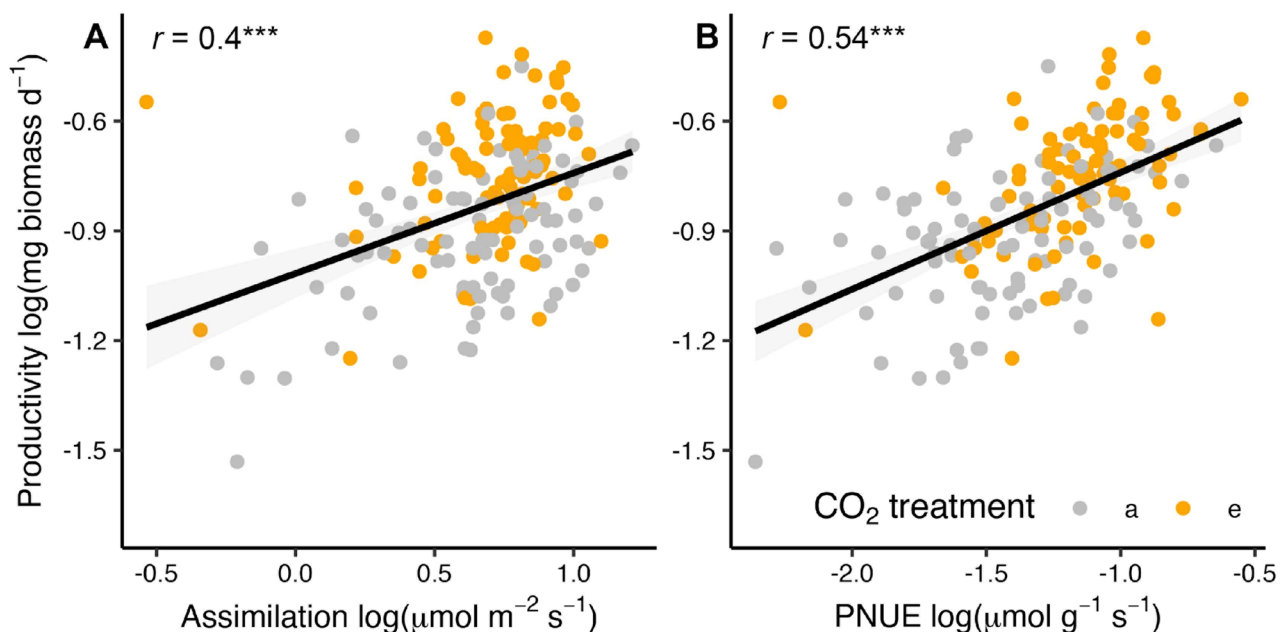 A
r = 0.4***
B
r = 0.54***
Productivity log(mg biomass d⁻¹)
-0.6
-0.9
-1.2
-1.5
-0.6
-0.9
-1.2
-1.5
CO₂ treatment a e
-0.5 0.0 0.5 1.0
-2.0 -1.5 -1.0 -0.5
Assimilation log(μmol m⁻² s⁻¹)
PNUE log(μmol g⁻¹ s⁻¹)